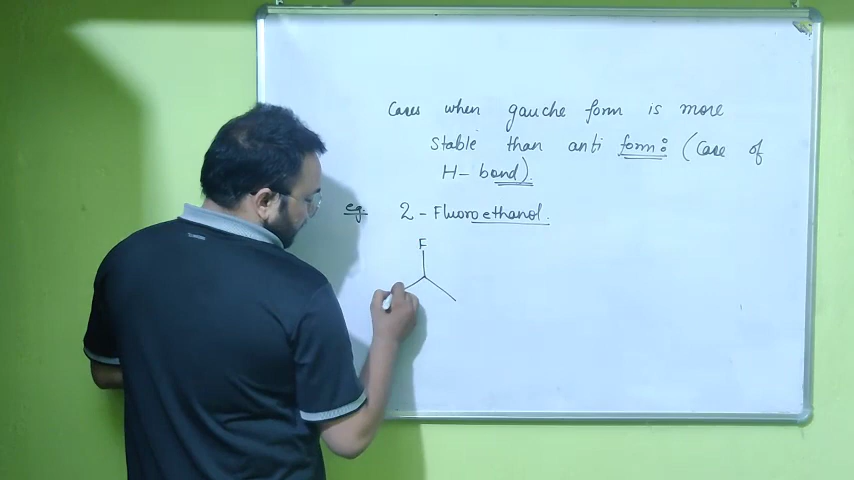 Cases when gauche form is more
stable than anti form: (Case of
H- bond).
eg. 2 - Fluoroethanol.
F